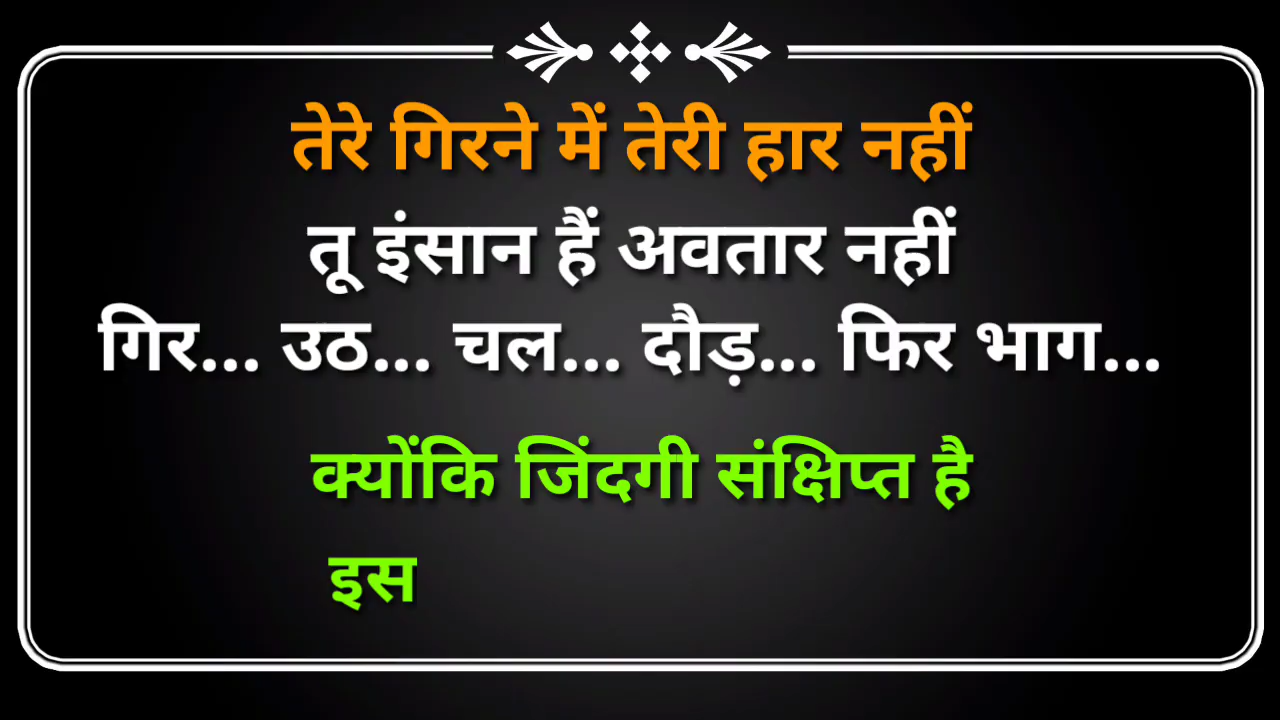 तेरे गिरने में तेरी हार नहीं
तू इंसान हैं अवतार नहीं
गिर... उठ... चल... दौड़... फिर भाग...
क्योंकि जिंदगी संक्षिप्त है
इस